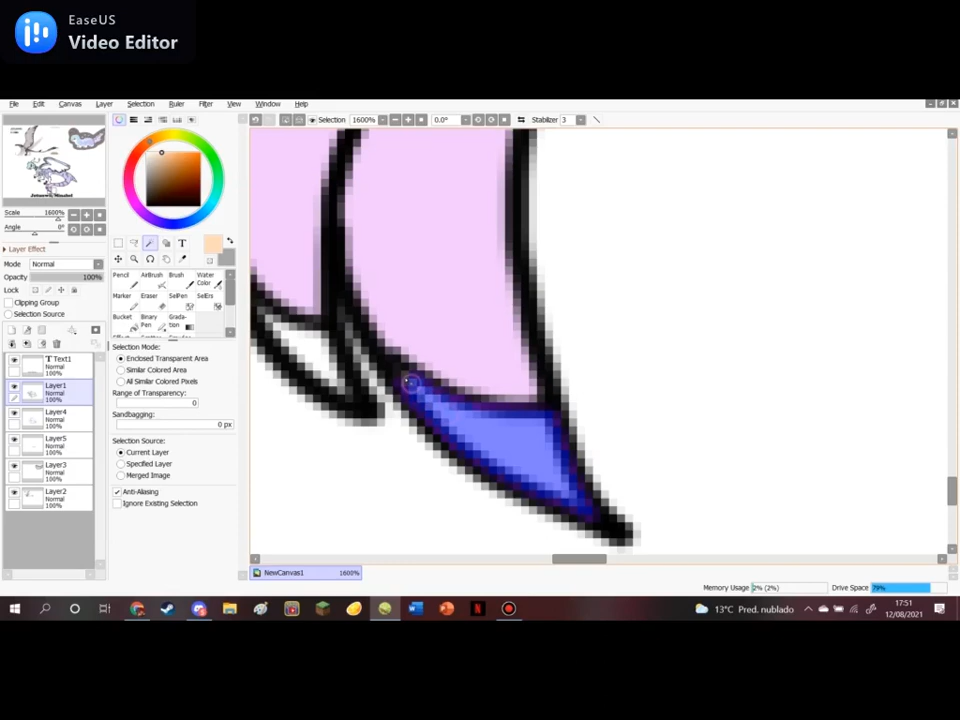 EaseUS
Video Editor
File Edit Canvas Layer Selection Ruler Filter View Window Help
Selection 1600% 0.0° Stabilizer 3
Scale 1600%
Angle 0°
Layer Effect
Mode Normal
Opacity 100%
Lock
Clipping Group
Selection Source
T Text1
Normal
100%
Layer1
Normal
100%
Layer4
Normal
100%
Layer5
Normal
100%
Layer3
Normal
100%
Layer2
Normal
100%
T
Pencil AirBrush Brush Water Color
Marker Eraser SelPen SelErs
Bucket Binary Pen Grada-tion
Selection Mode:
Enclosed Transparent Area
Similar Colored Area
All Similar Colored Pixels
Range of Transparency:
0
Sandbagging:
0 px
Selection Source:
Current Layer
Specified Layer
Merged Image
Anti-Aliasing
Ignore Existing Selection
NewCanvas1 1600%
Memory Usage 2% (2%) Drive Space 79%
13°C Pred. nublado
17:51
12/08/2021